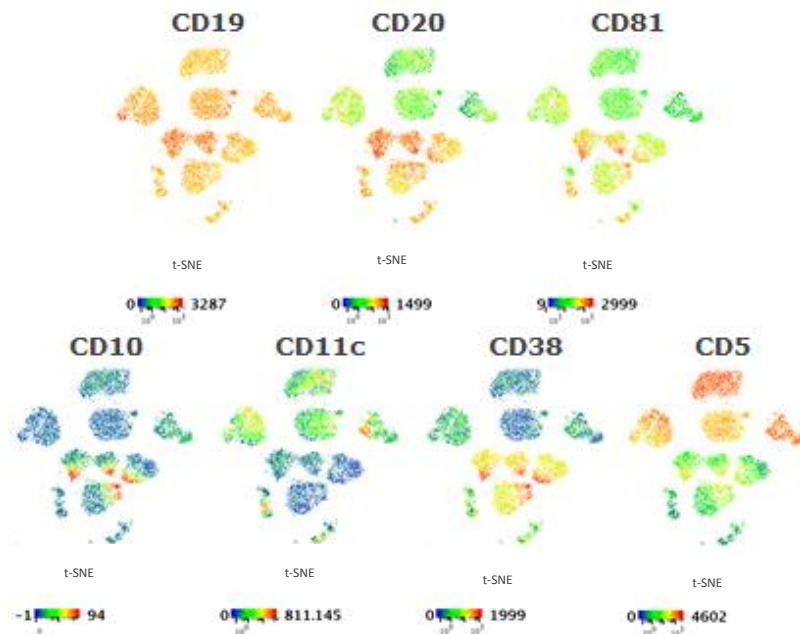 CD19 CD20 CD81
t-SNE t-SNE t-SNE
0 3287 0 1499 9 2999
CD10 CD11c CD38 CD5
t-SNE t-SNE t-SNE t-SNE
-1 94 0 811.145 0 1999 0 4602